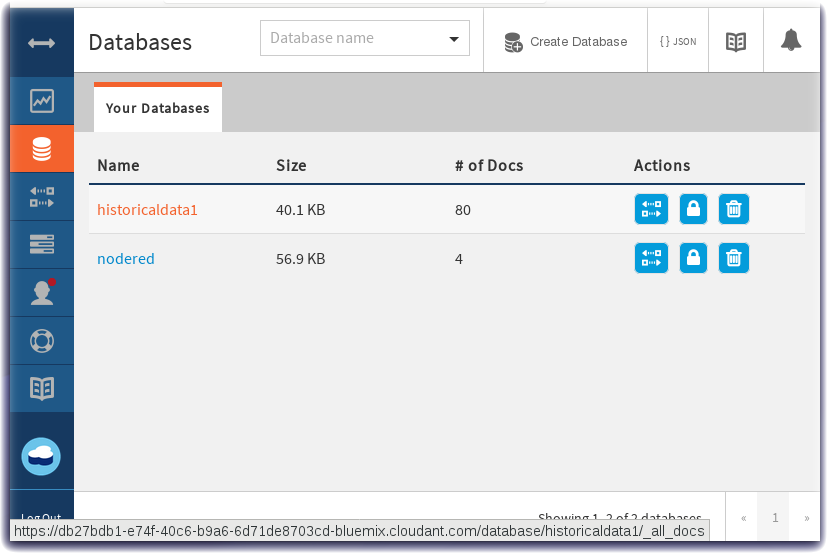 Databases
Database name
Create Database
{ } JSON
Your Databases
Name Size # of Docs Actions
historicaldata1 40.1 KB 80
nodered 56.9 KB 4
Log Out
Showing 1–2 of 2 databases.
« 1 »
https://db27bdb1-e74f-40c6-b9a6-6d71de8703cd-bluemix.cloudant.com/database/historicaldata1/_all_docs